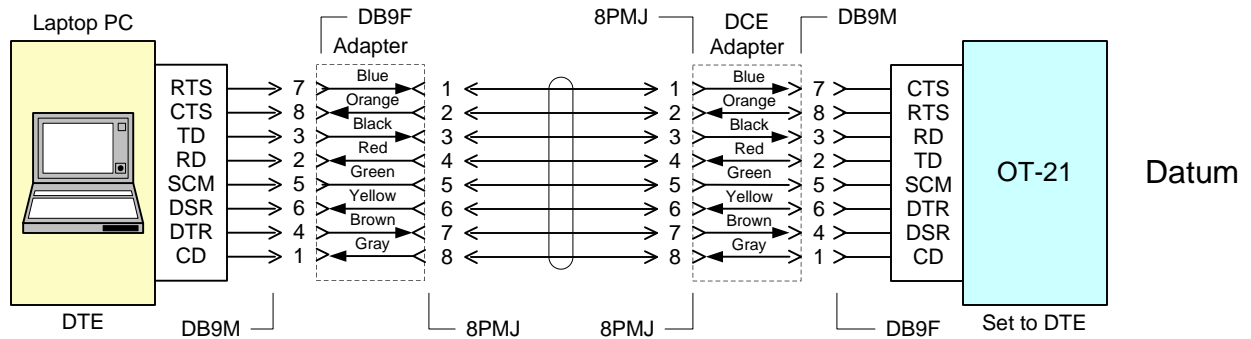 Laptop PC DB9F 8PMJ DCE DB9M
Adapter Adapter
RTS 7 Blue 1 1 Blue 7 CTS
CTS 8 Orange 2 2 Orange 8 RTS
TD 3 Black 3 3 Black 3 RD
RD 2 Red 4 4 Red 2 TD
SCM 5 Green 5 5 Green 5 SCM OT-21 Datum
DSR 6 Yellow 6 6 Yellow 6 DTR
DTR 4 Brown 7 7 Brown 4 DSR
CD 1 Gray 8 8 Gray 1 CD
DTE DB9M 8PMJ 8PMJ DB9F Set to DTE